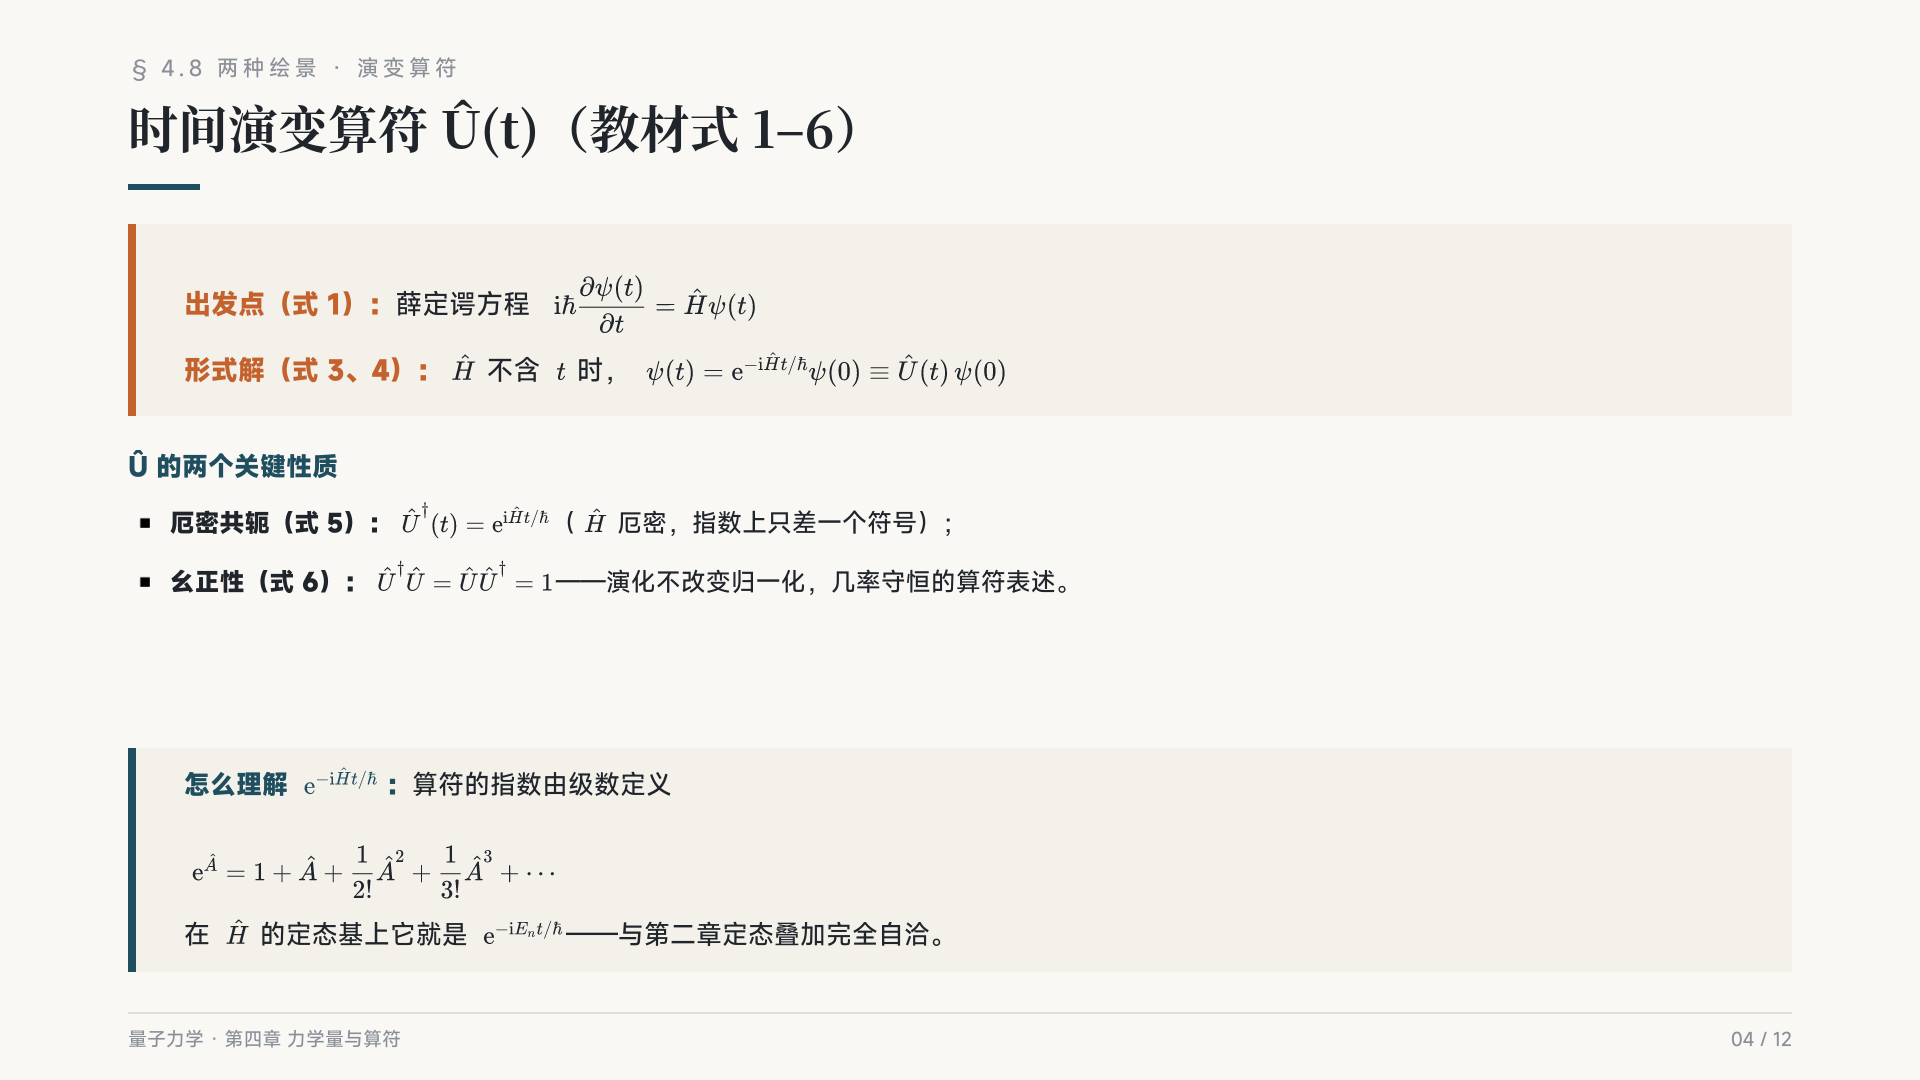 § 4.8 两种绘景 · 演变算符
时间演变算符 Û(t)（教材式 1–6）
出发点（式 1）：薛定谔方程 iħ ∂ψ(t)/∂t = Ĥψ(t)
形式解（式 3、4）： Ĥ 不含 t 时， ψ(t) = e^{−iĤt/ħ}ψ(0) ≡ Û(t) ψ(0)
Û 的两个关键性质
▪ 厄密共轭（式 5）： Û†(t) = e^{iĤt/ħ}（ Ĥ 厄密，指数上只差一个符号）；
▪ 幺正性（式 6）： Û†Û = ÛÛ† = 1——演化不改变归一化，几率守恒的算符表述。
怎么理解 e^{−iĤt/ħ}：算符的指数由级数定义
e^{Â} = 1 + Â + 1/2! Â² + 1/3! Â³ + ⋯
在 Ĥ 的定态基上它就是 e^{−iEₙt/ħ}——与第二章定态叠加完全自洽。
量子力学 · 第四章 力学量与算符
04 / 12